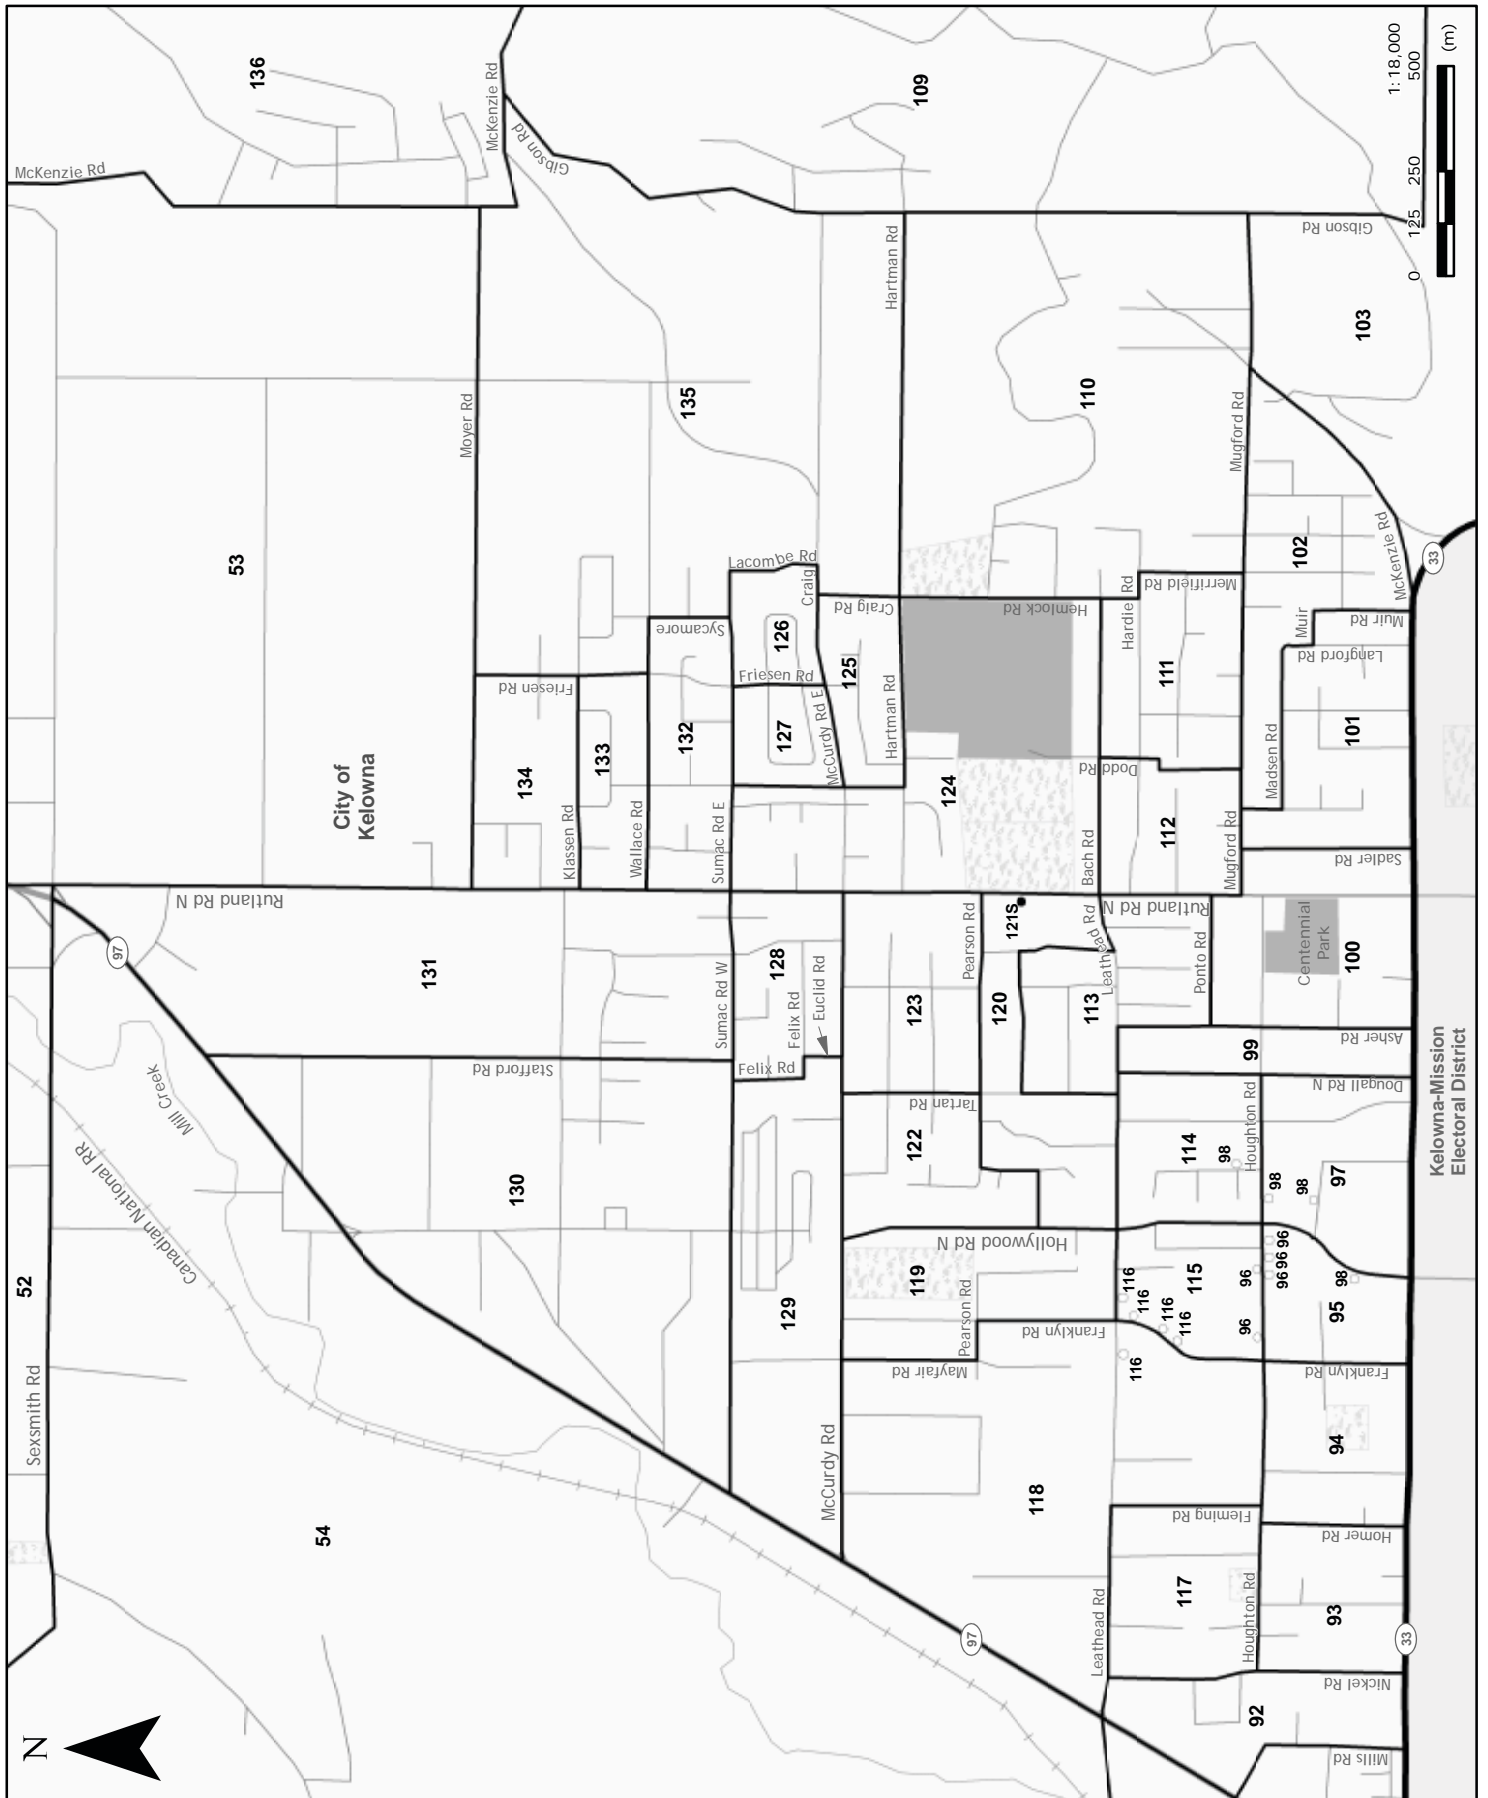 136
McKenzie Rd
McKenzie Rd
Gibson Rd
109
1: 18,000
0
125
250
500
(m)
Gibson Rd
53
Moyer Rd
135
Hartman Rd
110
Mugford Rd
103
City of
Kelowna
134
Friesen Rd
Klassen Rd
133
Wallace Rd
132
Sycamore
Sumac Rd E
Lacombe Rd
Craig
126
Friesen Rd
127
McCurdy Rd E
125
Craig Rd
Hartman Rd
124
Hemlock Rd
Hardie Rd
Merrifield Rd
111
Dodd Rd
Bach Rd
112
Mugford Rd
102
McKenzie Rd
Muir
Muir Rd
Langford Rd
Madsen Rd
101
Sadler Rd
33
Rutland Rd N
97
131
Sumac Rd W
128
Felix Rd
Euclid Rd
Felix Rd
Stafford Rd
123
Pearson Rd
121S
120
Leathead Rd
113
Rutland Rd N
Ponto Rd
Centennial
Park
100
Asher Rd
99
Dougall Rd N
Kelowna-Mission
Electoral District
Mill Creek
Canadian National RR
130
122
Tartan Rd
114
Houghton Rd
98
98
98
97
Hollywood Rd N
52
Sexsmith Rd
129
119
Pearson Rd
Mayfair Rd
Franklyn Rd
116
116
116
116
116
115
96
96
96
96
96
98
95
Franklyn Rd
54
McCurdy Rd
118
94
Fleming Rd
Homer Rd
117
Houghton Rd
93
Leathead Rd
97
33
Nickel Rd
92
Mills Rd
N